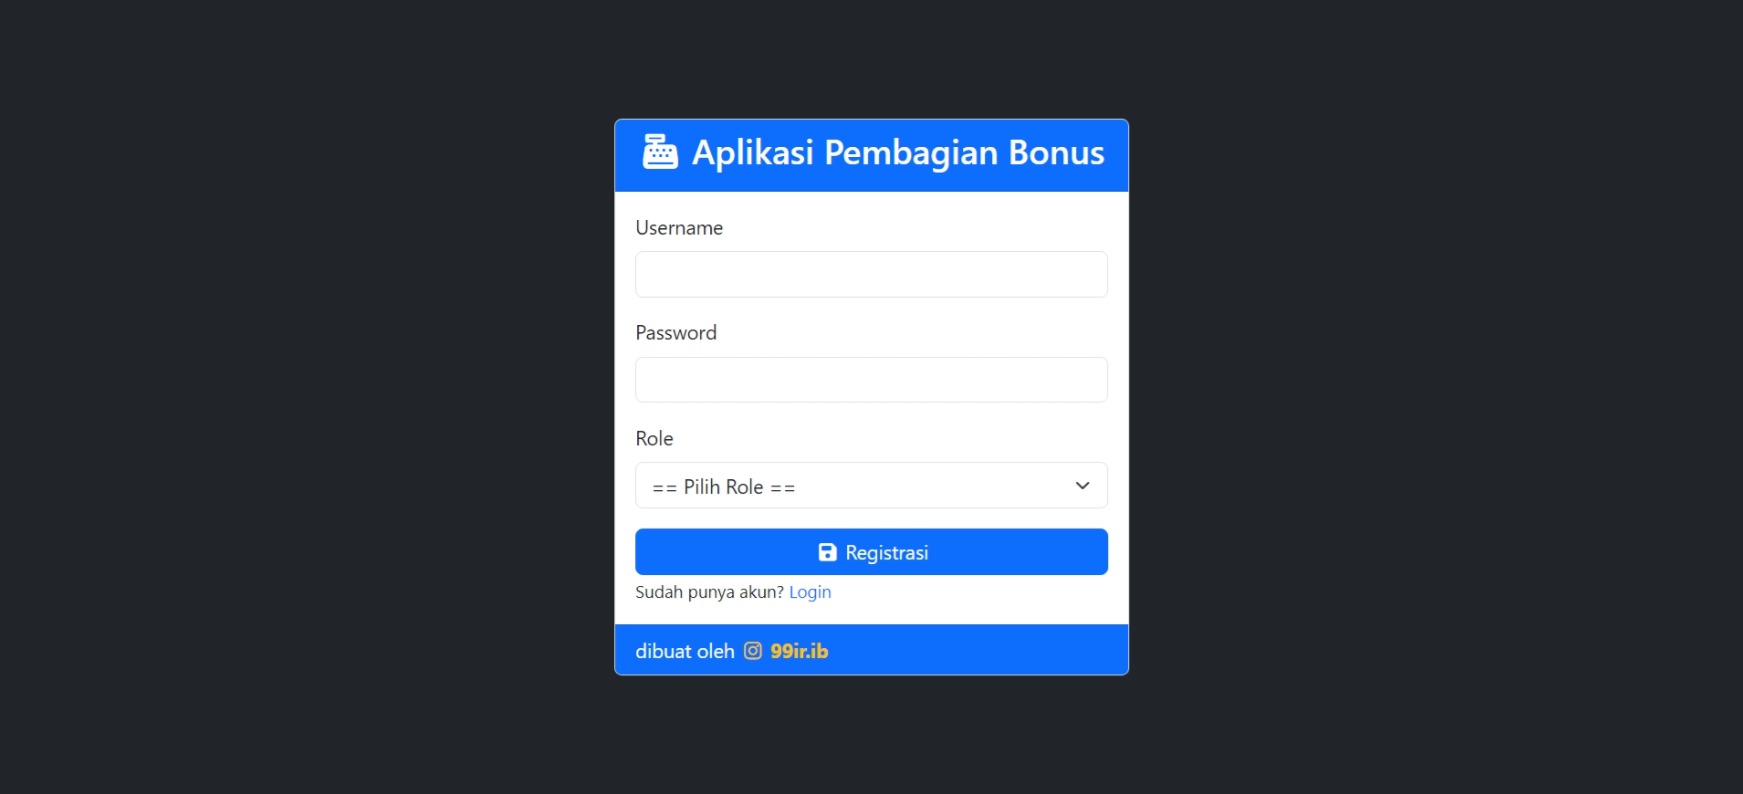 Aplikasi Pembagian Bonus
Username
Password
Role
== Pilih Role ==
Registrasi
Sudah punya akun? Login
dibuat oleh 99ir.ib